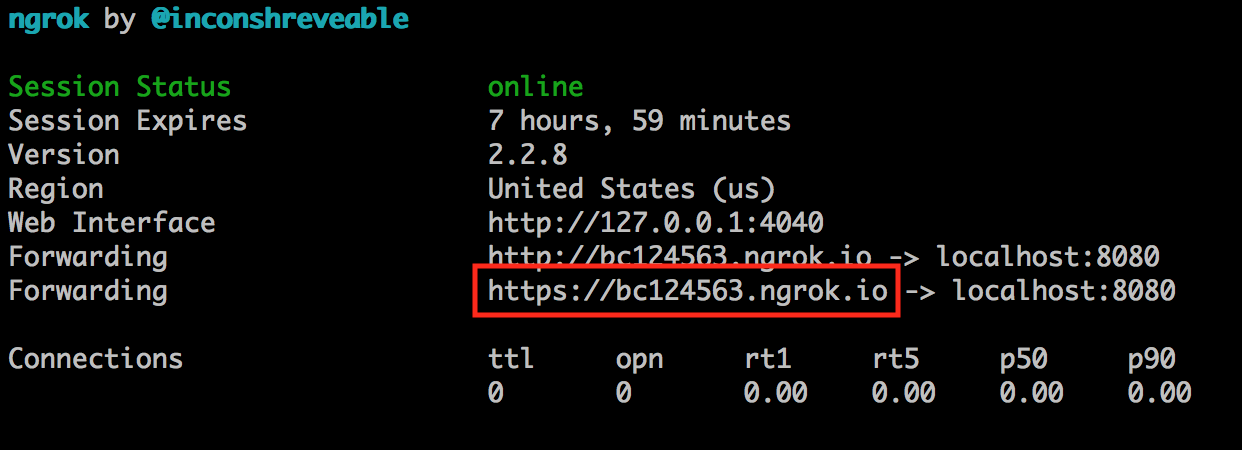 ngrok by @inconshreveable
Session Status online
Session Expires 7 hours, 59 minutes
Version 2.2.8
Region United States (us)
Web Interface http://127.0.0.1:4040
Forwarding http://bc124563.ngrok.io -> localhost:8080
Forwarding https://bc124563.ngrok.io -> localhost:8080
Connections ttl opn rt1 rt5 p50 p90
0 0 0.00 0.00 0.00 0.00